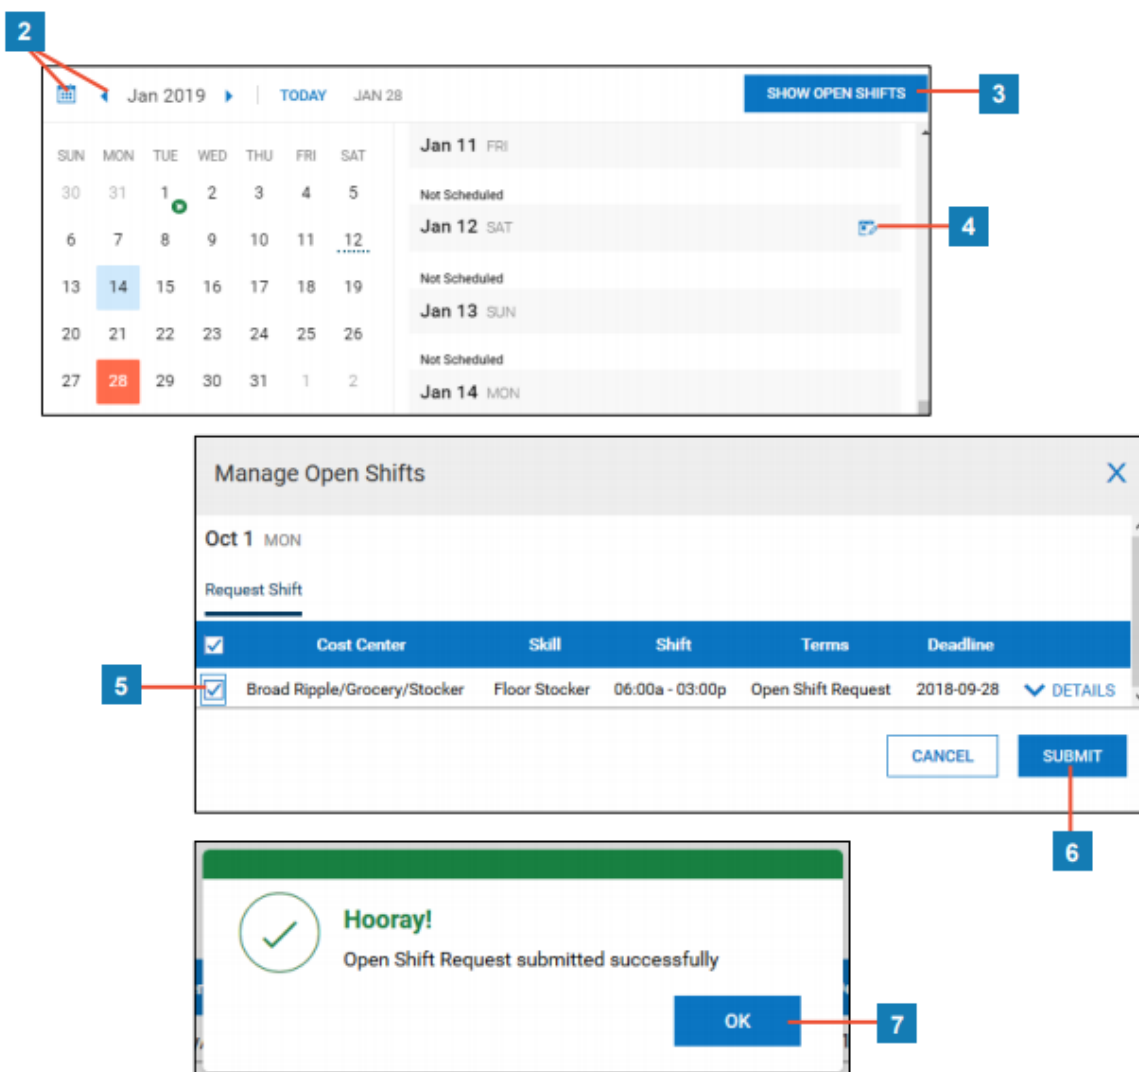 2
Jan 2019 TODAY JAN 28 SHOW OPEN SHIFTS 3
SUN MON TUE WED THU FRI SAT
30 31 1 2 3 4 5
6 7 8 9 10 11 12
13 14 15 16 17 18 19
20 21 22 23 24 25 26
27 28 29 30 31 1 2
Jan 11 FRI
Not Scheduled
Jan 12 SAT 4
Not Scheduled
Jan 13 SUN
Not Scheduled
Jan 14 MON
Manage Open Shifts X
Oct 1 MON
Request Shift
Cost Center Skill Shift Terms Deadline
5 Broad Ripple/Grocery/Stocker Floor Stocker 06:00a - 03:00p Open Shift Request 2018-09-28 DETAILS
CANCEL SUBMIT
6
Hooray!
Open Shift Request submitted successfully
OK 7